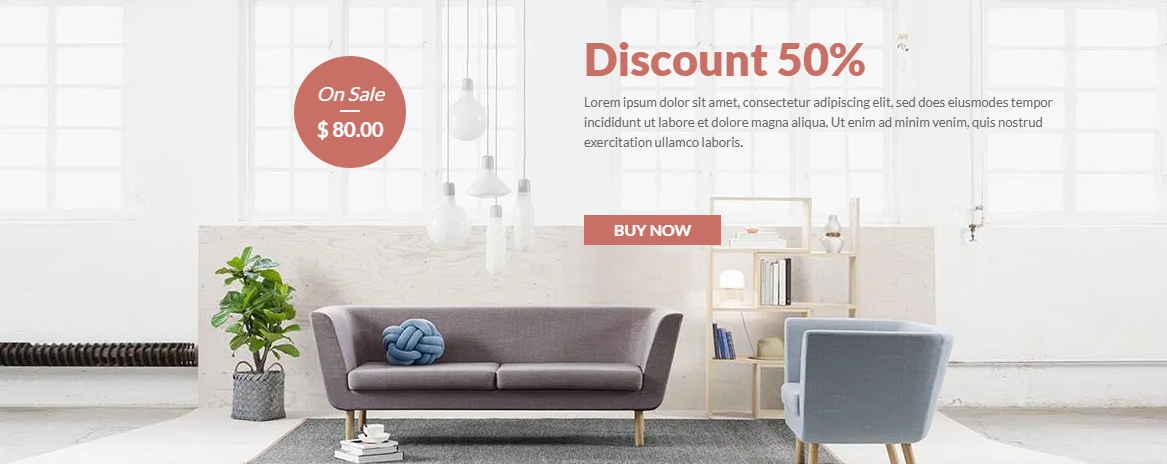 On Sale
$ 80.00
Discount 50%
Lorem ipsum dolor sit amet, consectetur adipiscing elit, sed does eiusmodes tempor
incididunt ut labore et dolore magna aliqua. Ut enim ad minim venim, quis nostrud
exercitation ullamco laboris.
BUY NOW